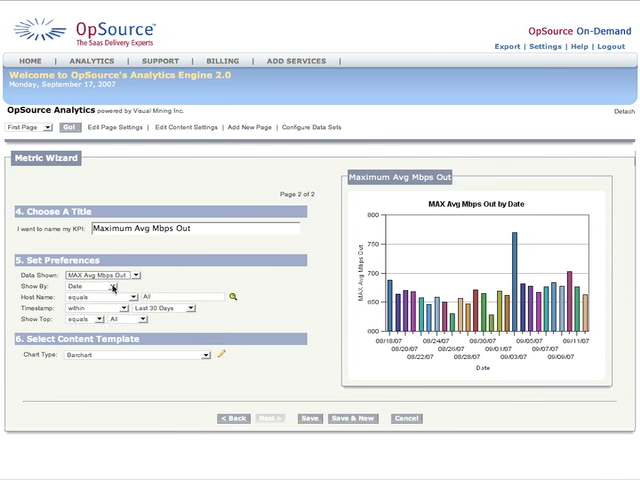 OpSource
The Saas Delivery Experts
OpSource On-Demand
Export | Settings | Help | Logout
HOME | ANALYTICS | SUPPORT | BILLING | ADD SERVICES |
Welcome to OpSource's Analytics Engine 2.0
Monday, September 17, 2007
OpSource Analytics powered by Visual Mining Inc.
Detach
First Page Go! Edit Page Settings | Edit Content Settings | Add New Page | Configure Data Sets
Metric Wizard
Page 2 of 2
4. Choose A Title
I want to name my KPI: Maximum Avg Mbps Out
5. Set Preferences
Data Shown: MAX Avg Mbps Out
Show By: Date
Host Name: equals All
Timestamp: within Last 30 Days
Show Top: equals All
6. Select Content Template
Chart Type: Barchart
Maximum Avg Mbps Out
MAX Avg Mbps Out by Date
MAX Avg Mbps Out
800
750
700
650
600
08/18/07 08/24/07 08/30/07 09/05/07 09/11/07
08/20/07 08/26/07 09/01/07 09/07/07
08/22/07 08/28/07 09/03/07 09/09/07
Date
< Back Next > Save Save & New Cancel